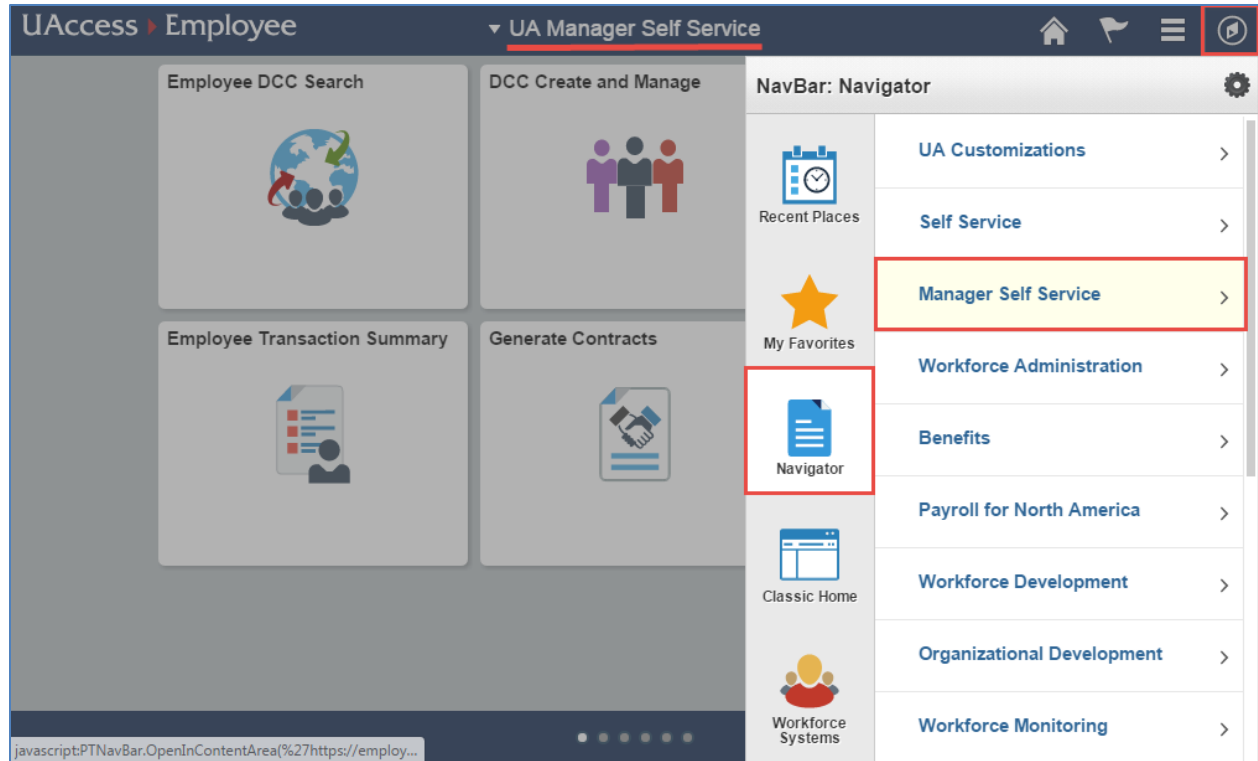 UAccess Employee
UA Manager Self Service
Employee DCC Search
DCC Create and Manage
Employee Transaction Summary
Generate Contracts
NavBar: Navigator
Recent Places
My Favorites
Navigator
Classic Home
Workforce
Systems
UA Customizations
Self Service
Manager Self Service
Workforce Administration
Benefits
Payroll for North America
Workforce Development
Organizational Development
Workforce Monitoring
javascript:PTNavBar.OpenInContentArea(%27https://employ...